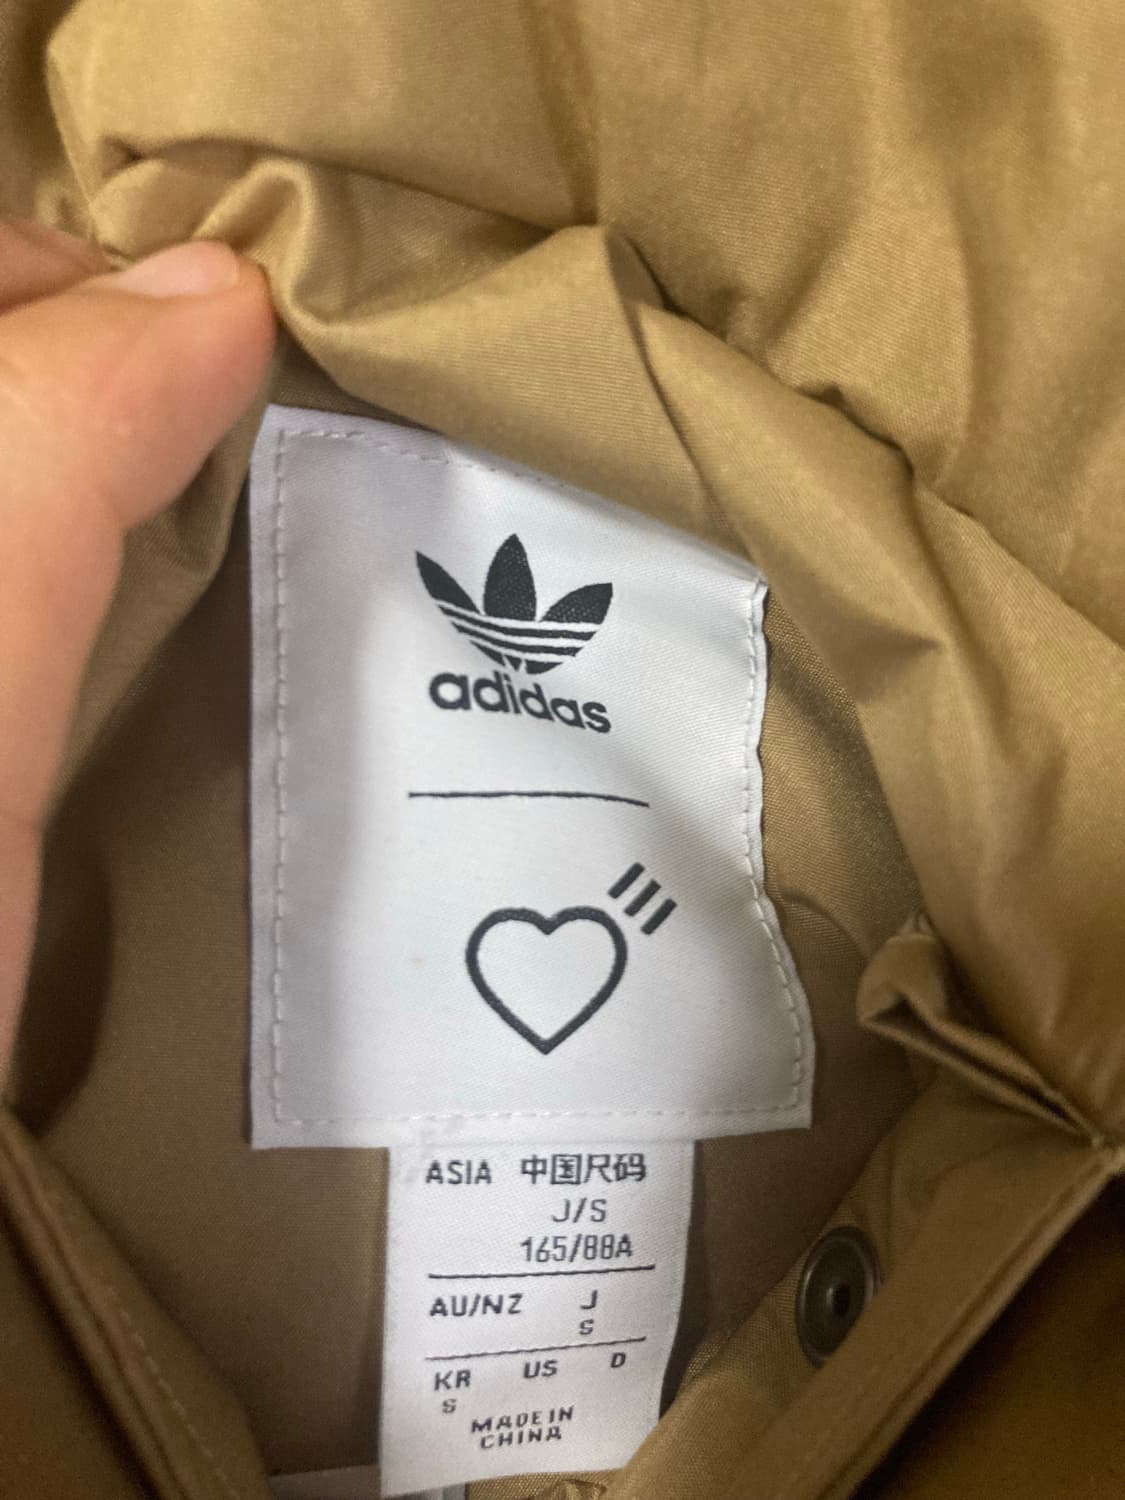 adidas
ASIA 中国尺码
J/S
165/88A
AU/NZ J
S
KR US D
S
MADE IN
CHINA